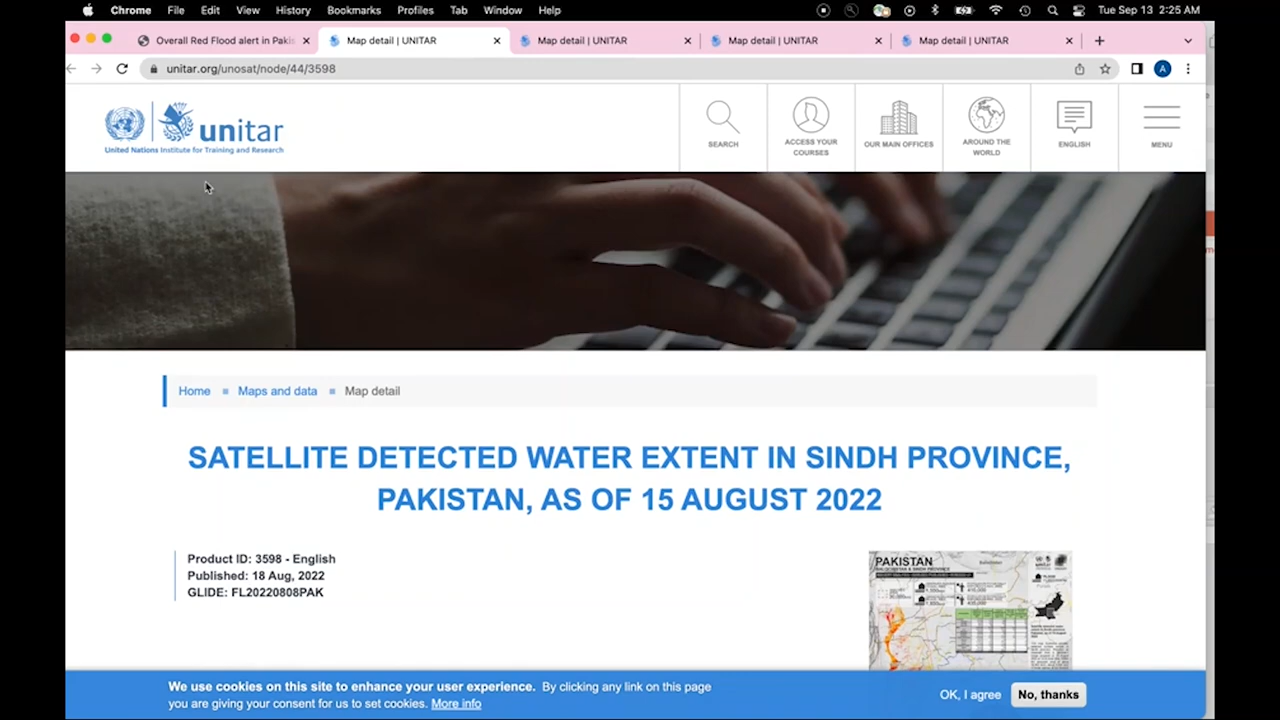 Chrome File Edit View History Bookmarks Profiles Tab Window Help Tue Sep 13 2:25 AM
Overall Red Flood alert in Pakis Map detail | UNITAR Map detail | UNITAR Map detail | UNITAR Map detail | UNITAR
unitar.org/unosat/node/44/3598 A
unitar
United Nations Institute for Training and Research
SEARCH
ACCESS YOUR
COURSES
OUR MAIN OFFICES
AROUND THE
WORLD
ENGLISH
MENU
Home Maps and data Map detail
SATELLITE DETECTED WATER EXTENT IN SINDH PROVINCE,
PAKISTAN, AS OF 15 AUGUST 2022
Product ID: 3598 - English
Published: 18 Aug, 2022
GLIDE: FL20220808PAK
PAKISTAN
We use cookies on this site to enhance your user experience. By clicking any link on this page
you are giving your consent for us to set cookies. More info
OK, I agree No, thanks